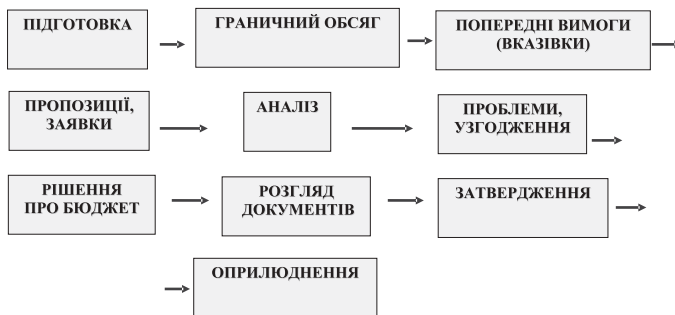 ПІДГОТОВКА
ГРАНИЧНИЙ ОБСЯГ
ПОПЕРЕДНІ ВИМОГИ
(ВКАЗІВКИ)
ПРОПОЗИЦІЇ,
ЗАЯВКИ
АНАЛІЗ
ПРОБЛЕМИ,
УЗГОДЖЕННЯ
РІШЕННЯ
ПРО БЮДЖЕТ
РОЗГЛЯД
ДОКУМЕНТІВ
ЗАТВЕРДЖЕННЯ
ОПРИЛЮДНЕННЯ